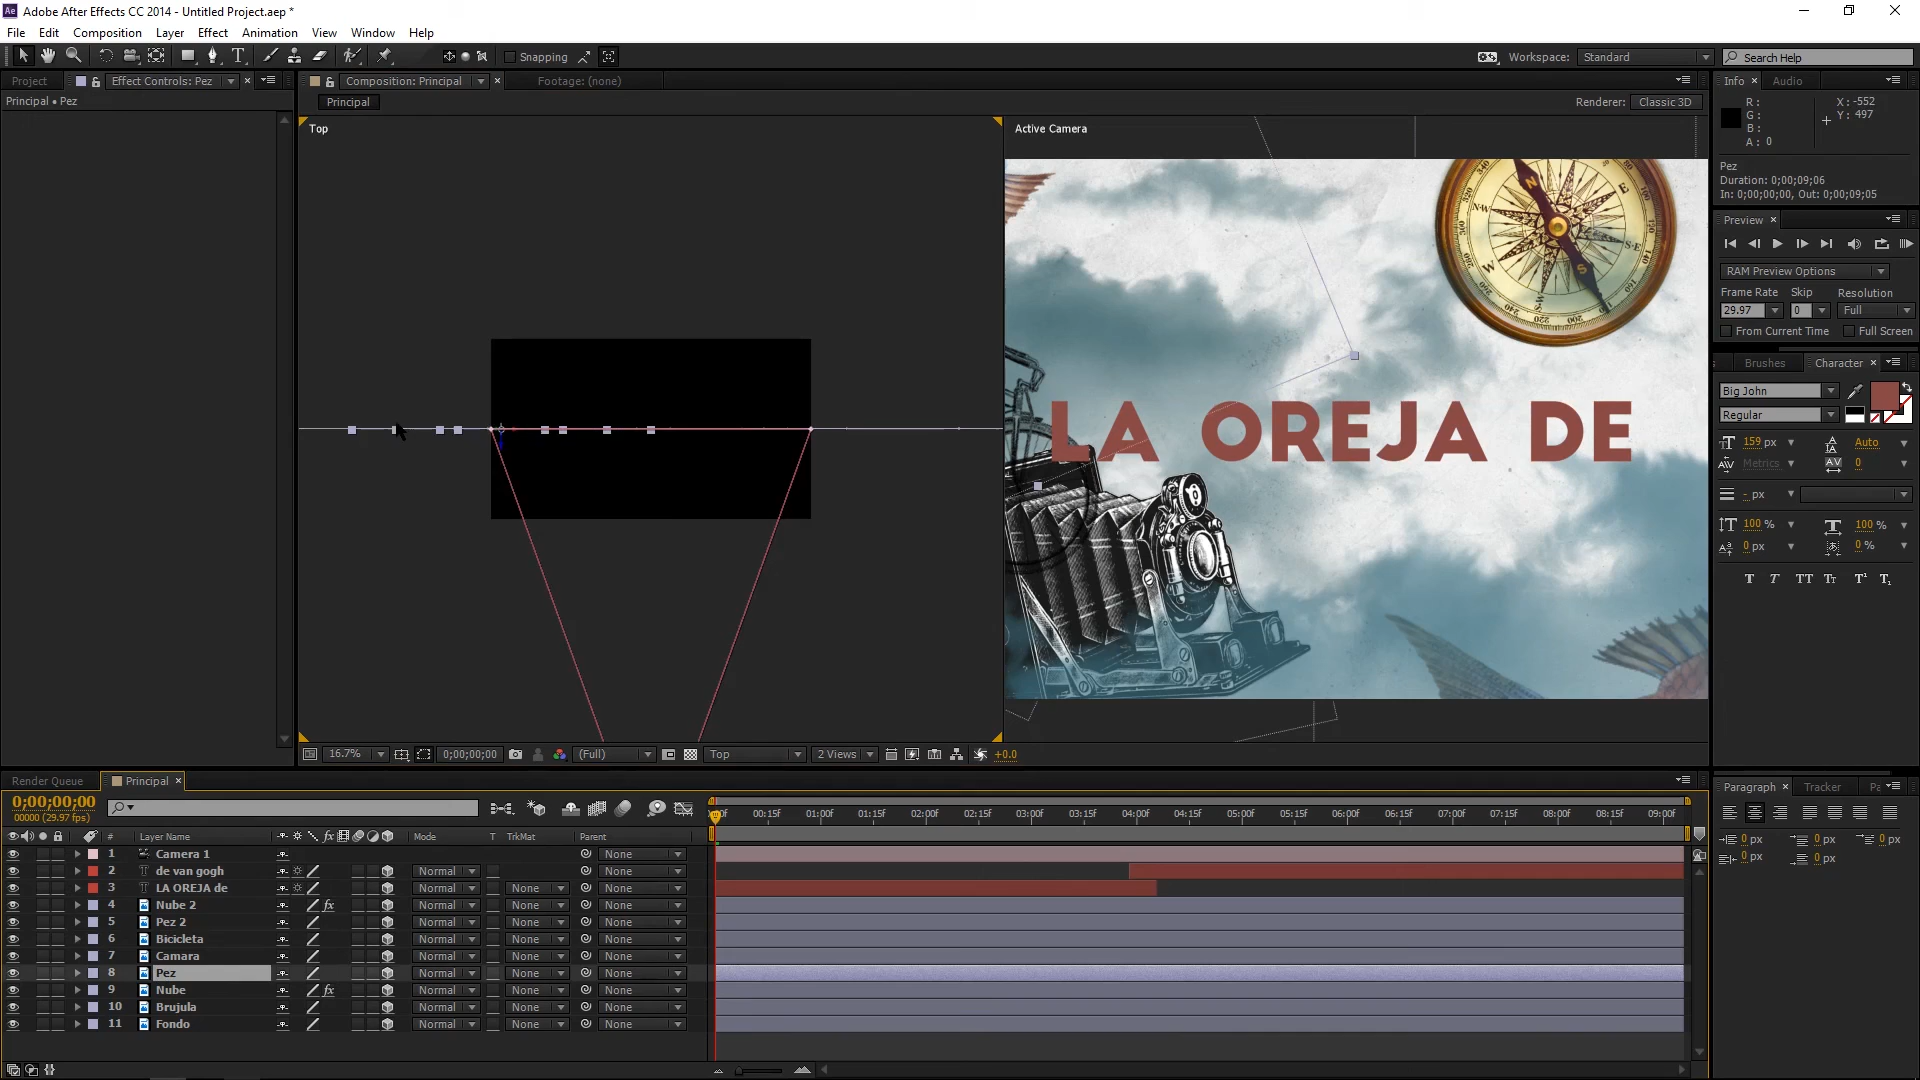 Adobe After Effects CC 2014 - Untitled Project.aep *
File Edit Composition Layer Effect Animation View Window Help
Snapping
Workspace: Standard
Search Help
Project Effect Controls: Pez
Composition: Principal
Footage: (none)
Info Audio
Principal • Pez
Principal
Renderer: Classic 3D
R:
G:
B:
A: 0
X: -552
Y: 497
Pez
Duration: 0;00;09;06
In: 0;00;00;00, Out: 0;00;09;05
Top
Active Camera
N
E
S-E
S
W
N-W
LA OREJA DE
Preview
RAM Preview Options
Frame Rate Skip Resolution
29.97 0 Full
From Current Time Full Screen
Brushes Character
Big John
Regular
159 px Auto
Metrics 0
- px
100 % 100 %
0 px 0 %
T T TT Tt T¹ T₁
16.7% 0;00;00;00 (Full) Top 2 Views +0.0
Render Queue Principal
0;00;00;00
00000 (29.97 fps)
00f 00:15f 01:00f 01:15f 02:00f 02:15f 03:00f 03:15f 04:00f 04:15f 05:00f 05:15f 06:00f 06:15f 07:00f 07:15f 08:00f 08:15f 09:00f
# Layer Name Mode T TrkMat Parent
1 Camera 1 None
2 de van gogh Normal None
3 LA OREJA de Normal None None
4 Nube 2 fx Normal None None
5 Pez 2 Normal None None
6 Bicicleta Normal None None
7 Camara Normal None None
8 Pez Normal None None
9 Nube fx Normal None None
10 Brujula Normal None None
11 Fondo Normal None None
Paragraph Tracker
0 px 0 px 0 px
0 px 0 px